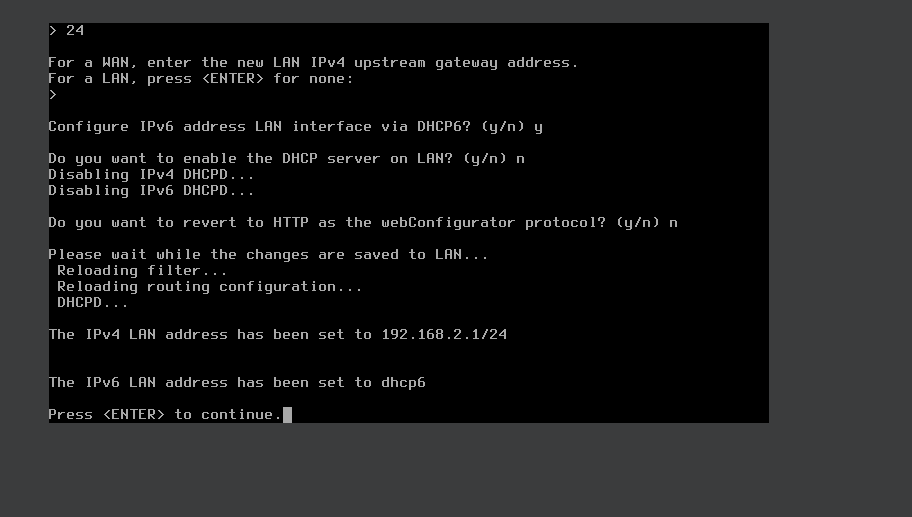 > 24
For a WAN, enter the new LAN IPv4 upstream gateway address.
For a LAN, press <ENTER> for none:
>
Configure IPv6 address LAN interface via DHCP6? (y/n) y
Do you want to enable the DHCP server on LAN? (y/n) n
Disabling IPv4 DHCPD...
Disabling IPv6 DHCPD...
Do you want to revert to HTTP as the webConfigurator protocol? (y/n) n
Please wait while the changes are saved to LAN...
Reloading filter...
Reloading routing configuration...
DHCPD...
The IPv4 LAN address has been set to 192.168.2.1/24
The IPv6 LAN address has been set to dhcp6
Press <ENTER> to continue.